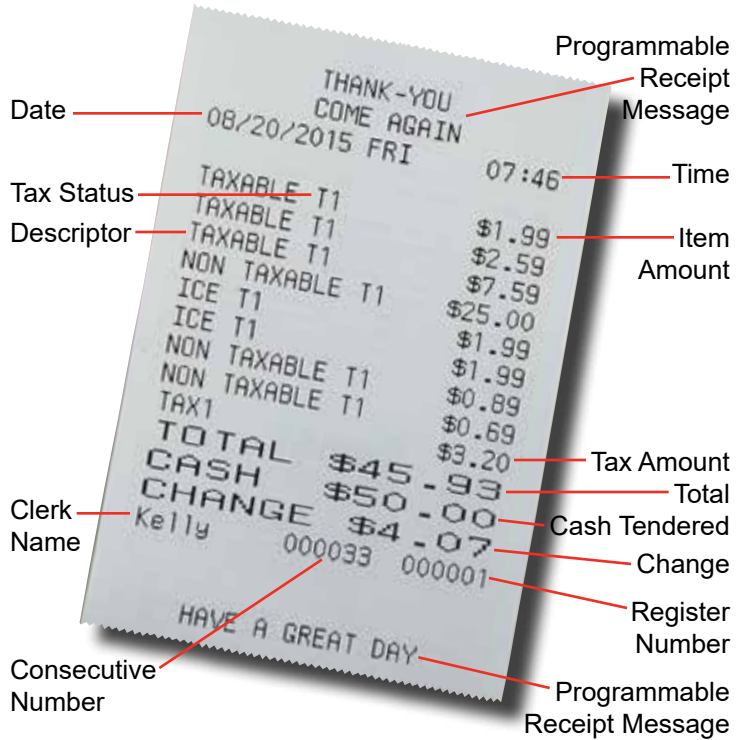 Date
Tax Status
Descriptor
Clerk
Name
Consecutive
Number
THANK-YOU
COME AGAIN
08/20/2015 FRI 07:46
TAXABLE T1 $1.99
TAXABLE T1 $2.59
TAXABLE T1 $7.59
NON TAXABLE T1 $25.00
ICE T1 $1.99
ICE T1 $1.99
NON TAXABLE T1 $0.89
NON TAXABLE T1 $0.69
TAX1 $3.20
TOTAL $45.93
CASH $50.00
CHANGE $4.07
Kelly 000033 000001
HAVE A GREAT DAY
Programmable
Receipt
Message
Time
Item
Amount
Tax Amount
Total
Cash Tendered
Change
Register
Number
Programmable
Receipt Message